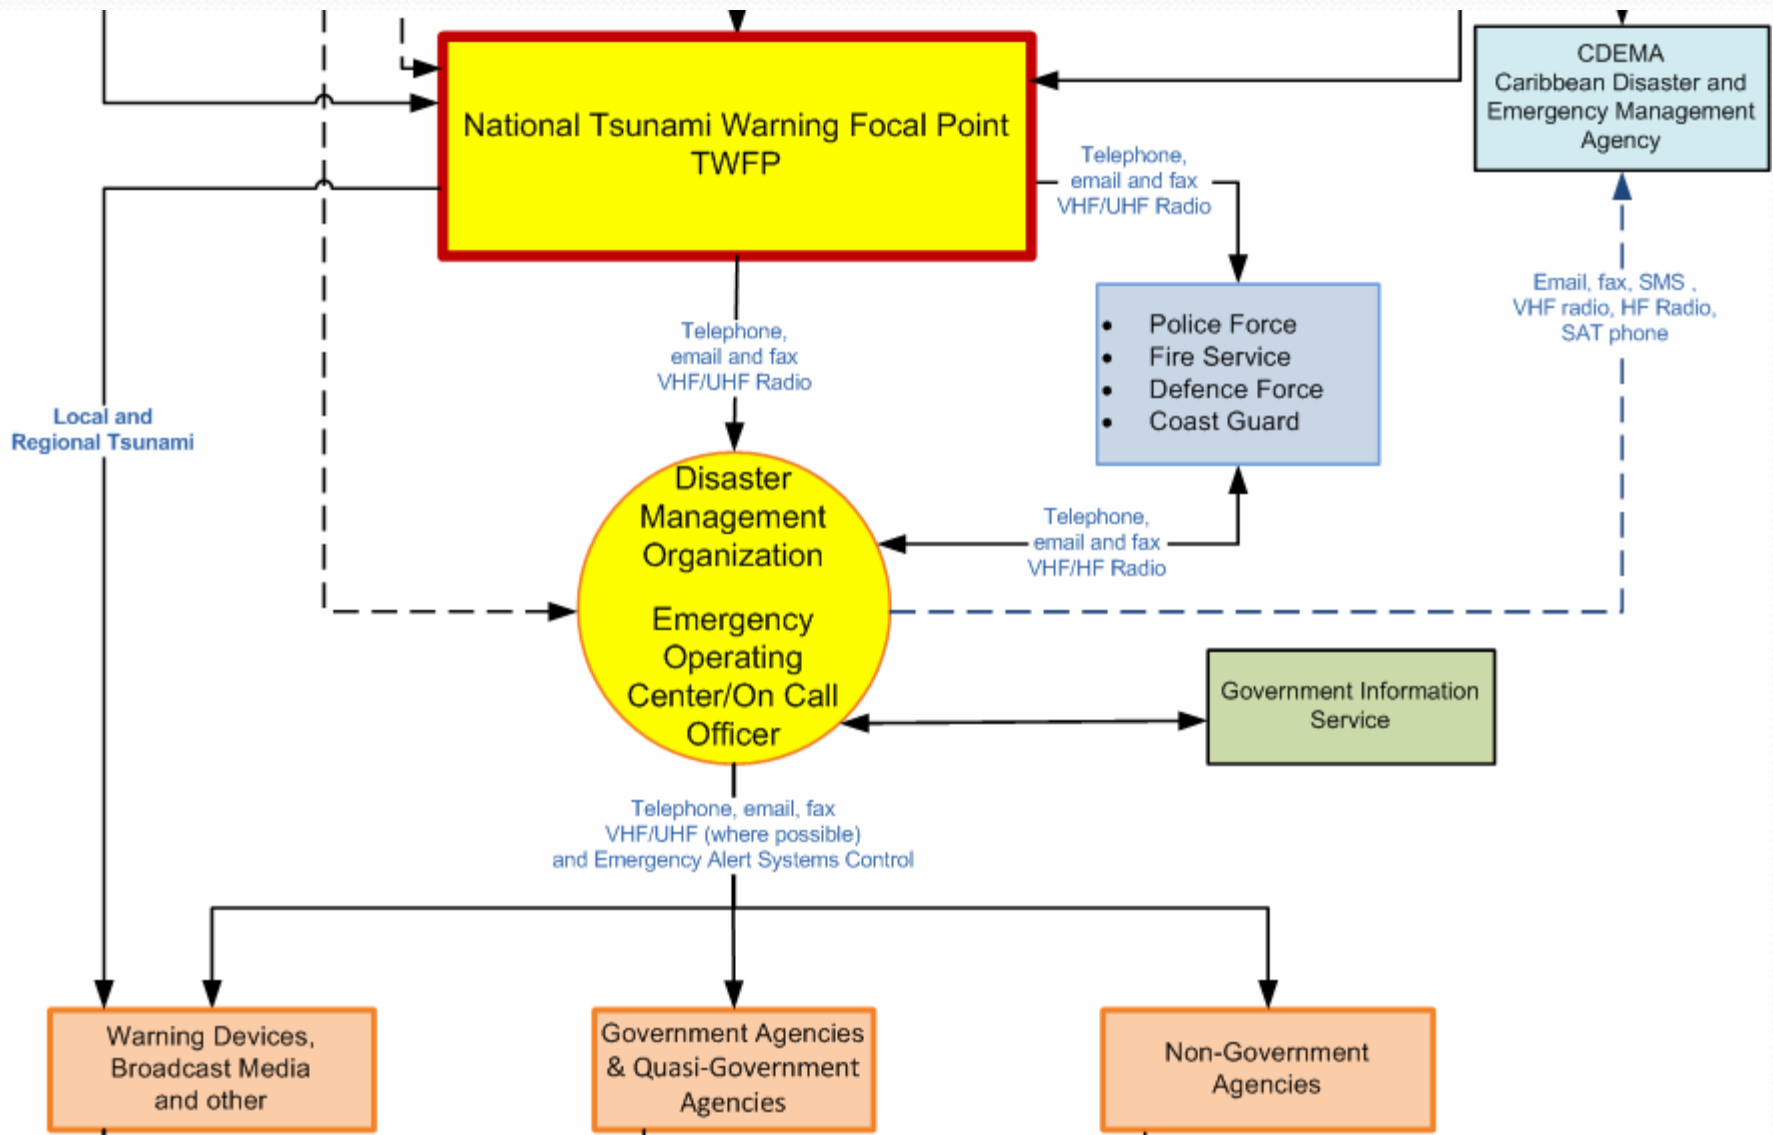 CDEMA
Caribbean Disaster and
Emergency Management
Agency
National Tsunami Warning Focal Point
TWFP
Telephone,
email and fax
VHF/UHF Radio
Email, fax, SMS ,
VHF radio, HF Radio,
SAT phone
• Police Force
• Fire Service
• Defence Force
• Coast Guard
Telephone,
email and fax
VHF/UHF Radio
Local and
Regional Tsunami
Disaster
Management
Organization
Emergency
Operating
Center/On Call
Officer
Telephone,
email and fax
VHF/HF Radio
Government Information
Service
Telephone, email, fax
VHF/UHF (where possible)
and Emergency Alert Systems Control
Warning Devices,
Broadcast Media
and other
Government Agencies
& Quasi-Government
Agencies
Non-Government
Agencies